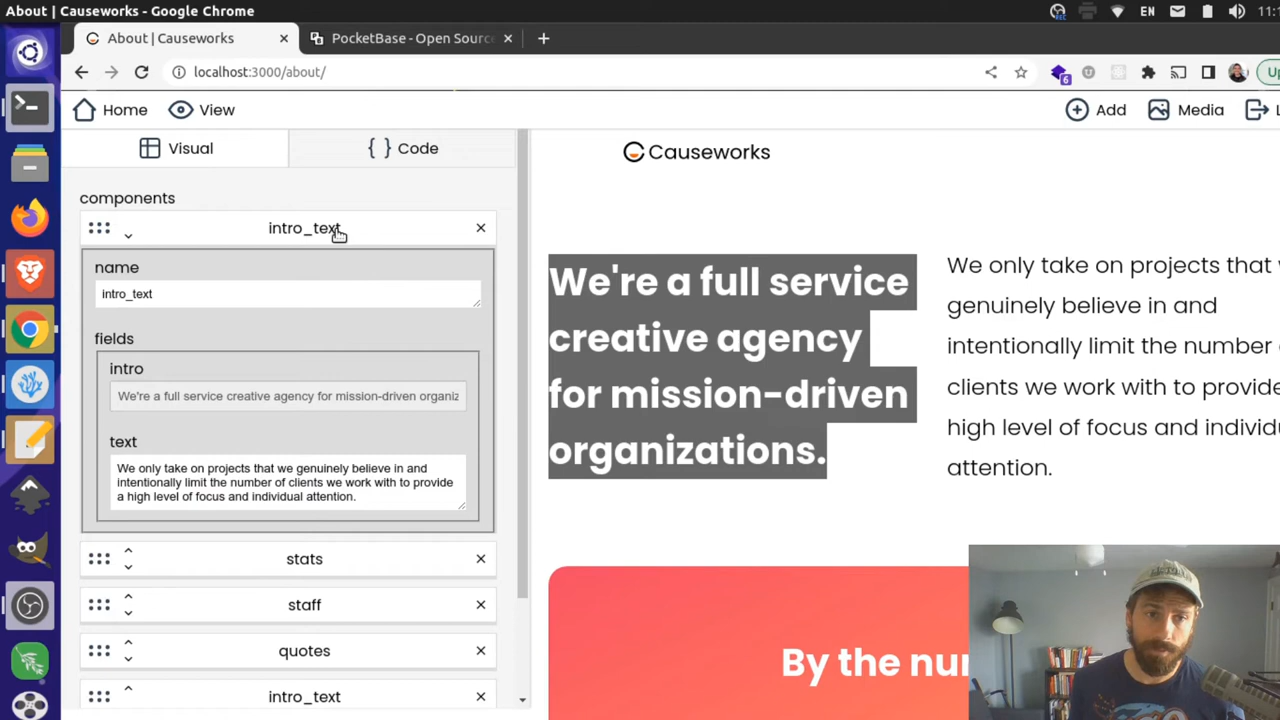 About | Causeworks - Google Chrome
EN
11:1
About | Causeworks
PocketBase - Open Source
localhost:3000/about/
6
Up
Home
View
Add
Media
L
Visual
{ } Code
Causeworks
components
intro_text
name
intro_text
fields
intro
We're a full service creative agency for mission-driven organiz
text
We only take on projects that we genuinely believe in and
intentionally limit the number of clients we work with to provide
a high level of focus and individual attention.
stats
staff
quotes
intro_text
We're a full service
creative agency
for mission-driven
organizations.
We only take on projects that w
genuinely believe in and
intentionally limit the number
clients we work with to provide
high level of focus and individu
attention.
By the nu